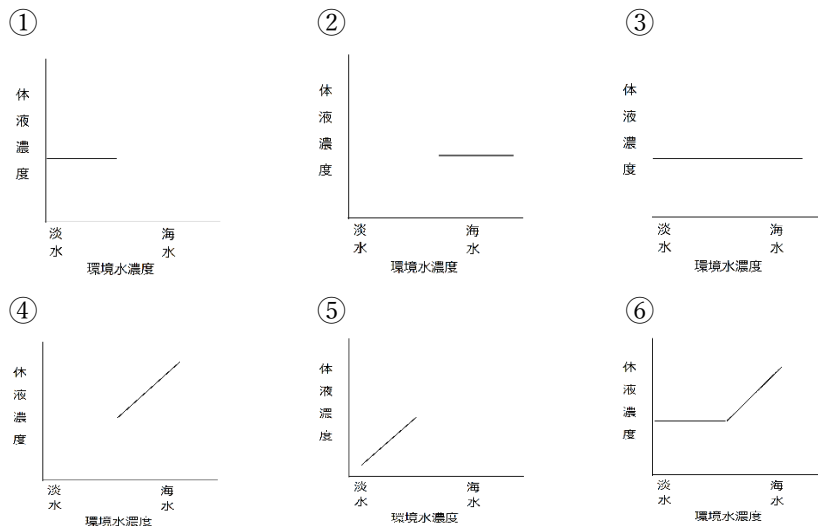 ① ② ③
体液濃度
淡水
海水
環境水濃度
体液濃度
淡水
海水
環境水濃度
体液濃度
淡水
海水
環境水濃度
④ ⑤ ⑥
体液濃度
淡水
海水
環境水濃度
体液濃度
淡水
海水
環境水濃度
体液濃度
淡水
海水
環境水濃度